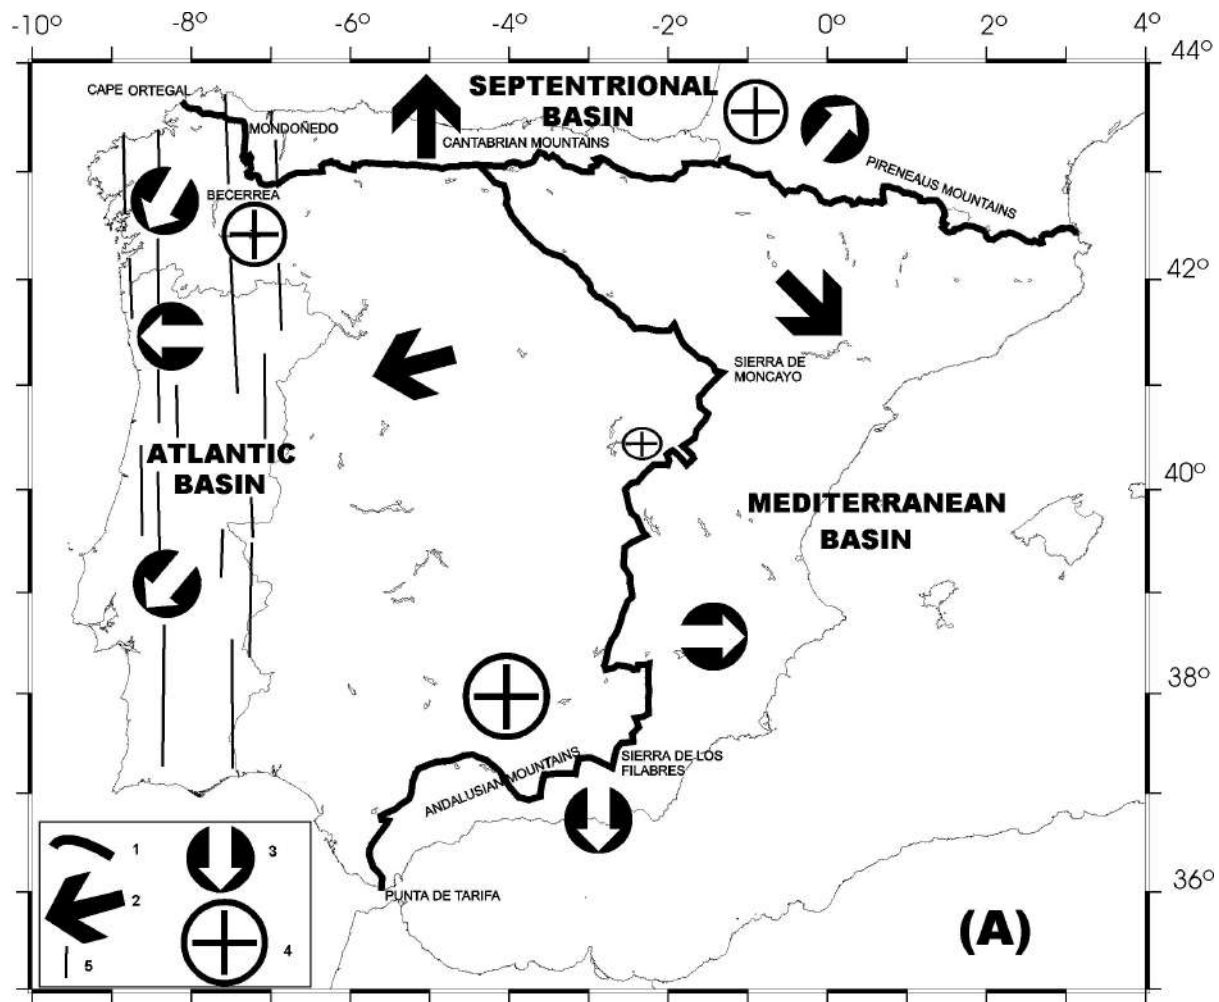 -10° -8° -6° -4° -2° 0° 2° 4°
44°
SEPTENTRIONAL
BASIN
CAPE ORTEGAL
MONDOÑEDO
CANTABRIAN MOUNTAINS
PIRENEAUS MOUNTAINS
BECERREA
42°
SIERRA DE
MONCAYO
ATLANTIC
BASIN
40°
MEDITERRANEAN
BASIN
38°
SIERRA DE LOS
FILABRES
ANDALUSIAN MOUNTAINS
PUNTA DE TARIFA
36°
1
2
3
4
5
(A)